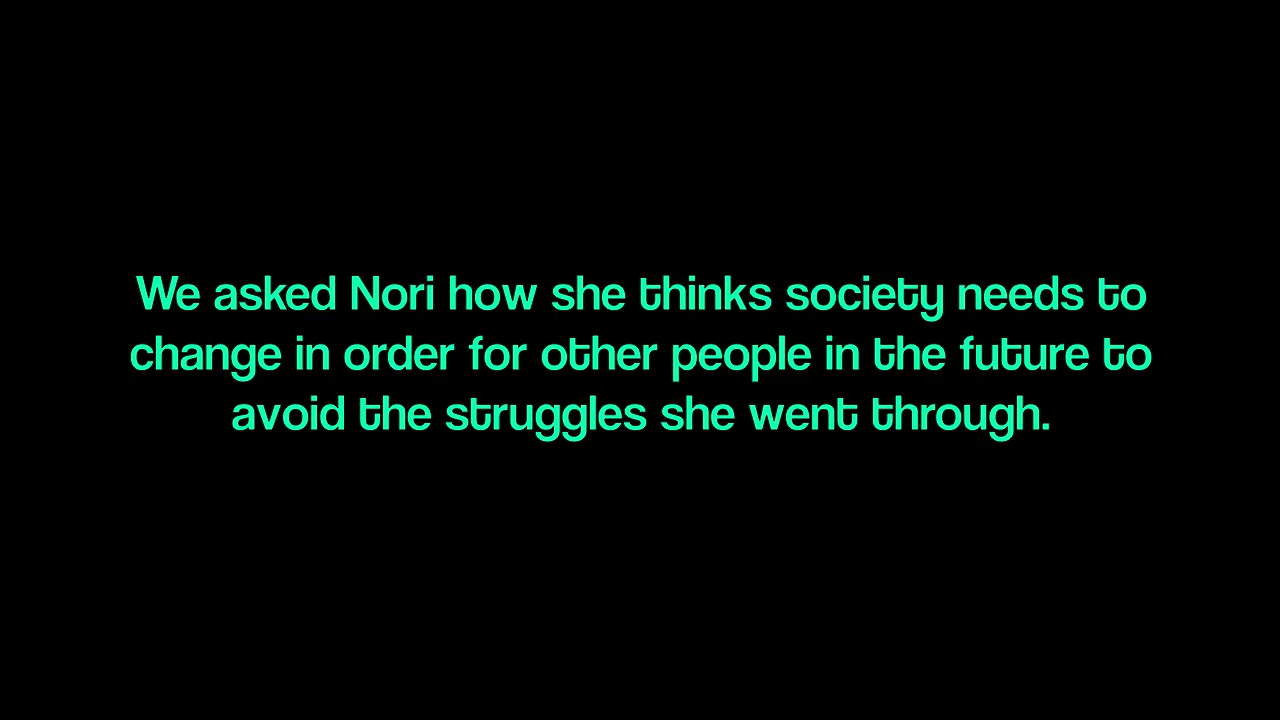 We asked Nori how she thinks society needs to
change in order for other people in the future to
avoid the struggles she went through.